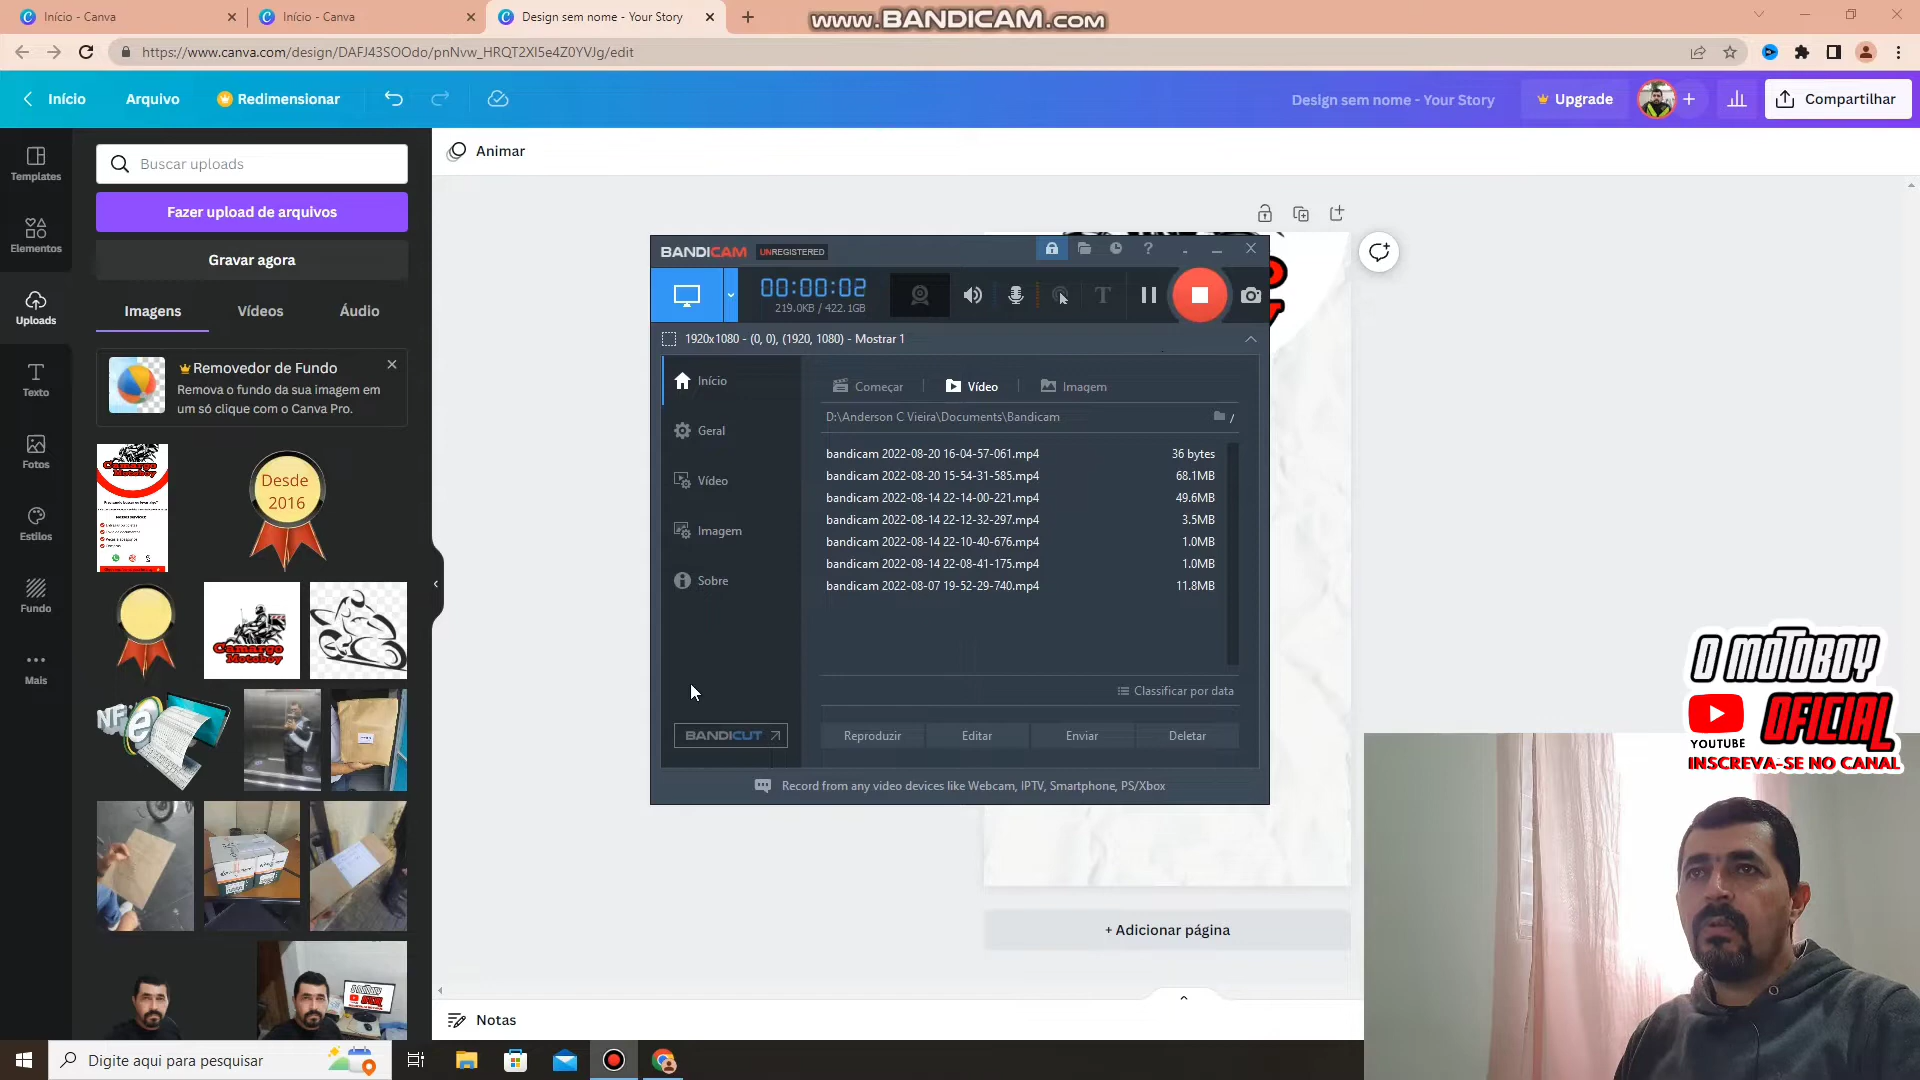 Início - Canva
Início - Canva
Design sem nome - Your Story
www.BANDICAM.com
https://www.canva.com/design/DAFJ43SOOdo/pnNvw_HRQT2Xl5e4Z0YVJg/edit
Início
Arquivo
Redimensionar
Design sem nome - Your Story
Upgrade
Compartilhar
Templates
Elementos
Uploads
Texto
Fotos
Estilos
Fundo
Mais
Buscar uploads
Fazer upload de arquivos
Gravar agora
Imagens
Vídeos
Áudio
Removedor de Fundo
Remova o fundo da sua imagem em
um só clique com o Canva Pro.
Camargo
Motoboy
Desde
2016
Camargo
Motoboy
NF-e
Animar
BANDICAM
UNREGISTERED
00:00:02
219.0KB / 422.1GB
1920x1080 - (0, 0), (1920, 1080) - Mostrar 1
Início
Geral
Vídeo
Imagem
Sobre
BANDICUT
Começar
Vídeo
Imagem
D:\Anderson C Vieira\Documents\Bandicam
bandicam 2022-08-20 16-04-57-061.mp4 36 bytes
bandicam 2022-08-20 15-54-31-585.mp4 68.1MB
bandicam 2022-08-14 22-14-00-221.mp4 49.6MB
bandicam 2022-08-14 22-12-32-297.mp4 3.5MB
bandicam 2022-08-14 22-10-40-676.mp4 1.0MB
bandicam 2022-08-14 22-08-41-175.mp4 1.0MB
bandicam 2022-08-07 19-52-29-740.mp4 11.8MB
Classificar por data
Reproduzir
Editar
Enviar
Deletar
Record from any video devices like Webcam, IPTV, Smartphone, PS/Xbox
+ Adicionar página
Notas
O MOTOBOY
OFICIAL
YOUTUBE
INSCREVA-SE NO CANAL
Digite aqui para pesquisar